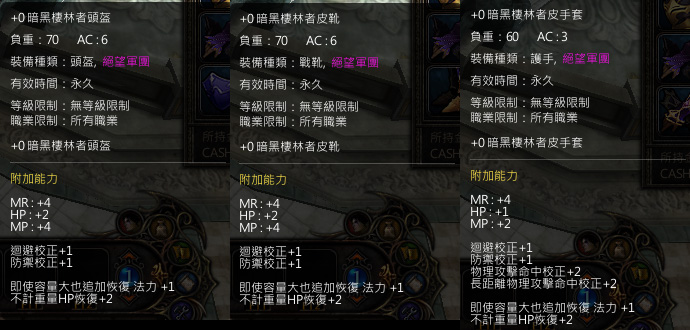 +0 暗黑棲林者頭盔
負重：70 AC：6
裝備種類：頭盔, 絕望軍團
有效時間：永久
等級限制：無等級限制
職業限制：所有職業
+0 暗黑棲林者頭盔
附加能力
MR：+4
HP：+2
MP：+4
迴避校正+1
防禦校正+1
即使容量大也追加恢復 法力 +1
不計重量HP恢復+2
+0 暗黑棲林者皮靴
負重：70 AC：6
裝備種類：戰靴, 絕望軍團
有效時間：永久
等級限制：無等級限制
職業限制：所有職業
+0 暗黑棲林者皮靴
附加能力
MR：+4
HP：+2
MP：+4
迴避校正+1
防禦校正+1
即使容量大也追加恢復 法力 +1
不計重量HP恢復+2
+0 暗黑棲林者皮手套
負重：60 AC：3
裝備種類：護手, 絕望軍團
有效時間：永久
等級限制：無等級限制
職業限制：所有職業
+0 暗黑棲林者皮手套
附加能力
MR：+4
HP：+1
MP：+4
迴避校正+1
防禦校正+1
物理攻擊命中校正+2
長距離物理攻擊命中校正+2
即使容量大也追加恢復 法力 +1
不計重量HP恢復+2
所持
CASH
所持
CASH